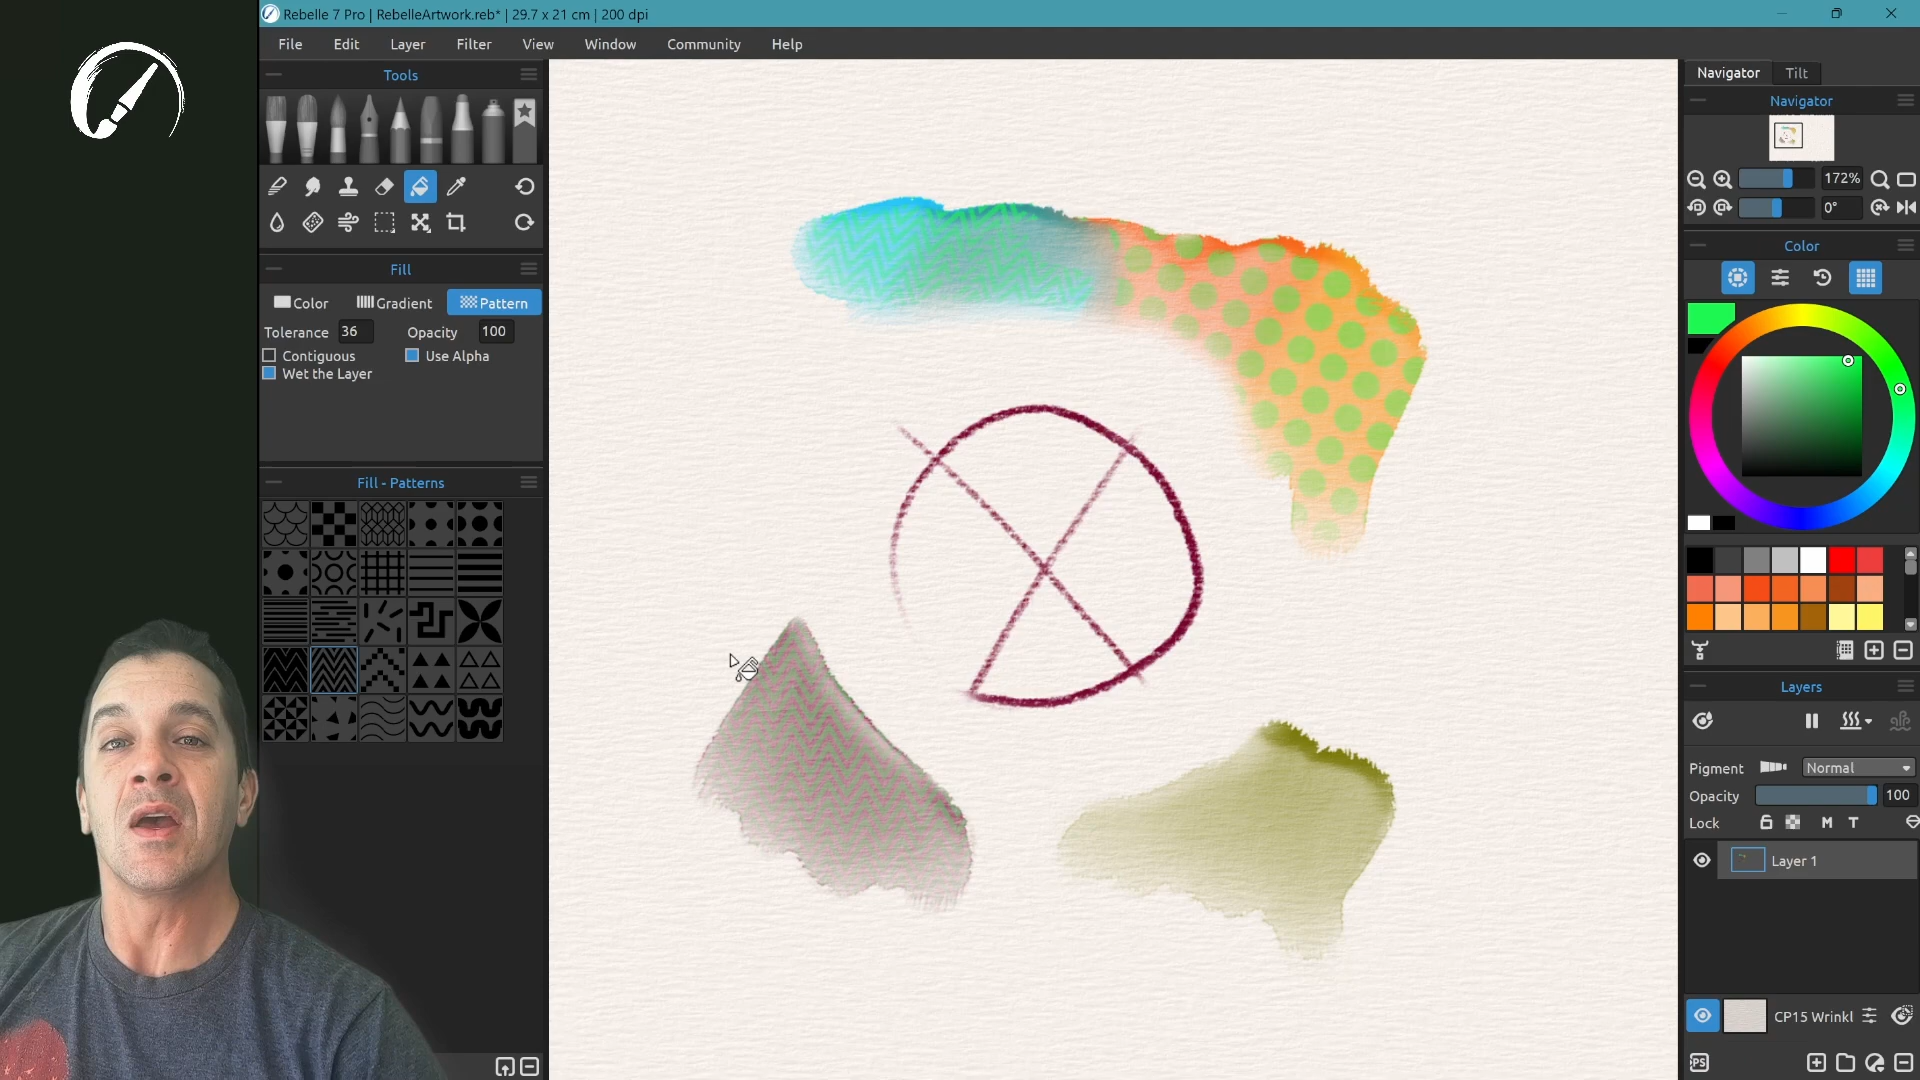 Rebelle 7 Pro | RebelleArtwork.reb* | 29.7 x 21 cm | 200 dpi
File Edit Layer Filter View Window Community Help
Tools
Fill
Color Gradient Pattern
Tolerance 36 Opacity 100
Contiguous Use Alpha
Wet the Layer
Fill - Patterns
Navigator Tilt
Navigator
172%
0°
Color
Layers
Pigment Normal
Opacity 100
Lock M T
Layer 1
CP15 Wrinkl
PS